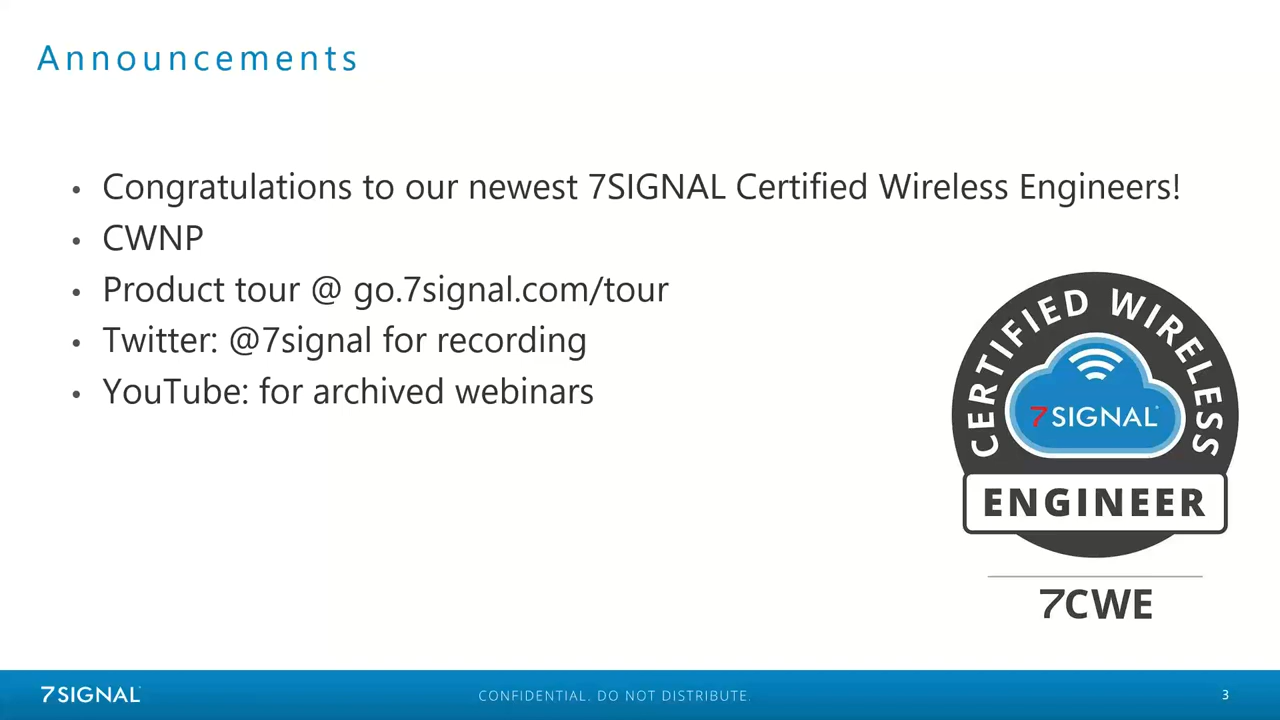 Announcements
• Congratulations to our newest 7SIGNAL Certified Wireless Engineers!
• CWNP
• Product tour @ go.7signal.com/tour
• Twitter: @7signal for recording
• YouTube: for archived webinars
CERTIFIED WIRELESS
7SIGNAL
ENGINEER
7CWE
7SIGNAL
CONFIDENTIAL. DO NOT DISTRIBUTE.
3